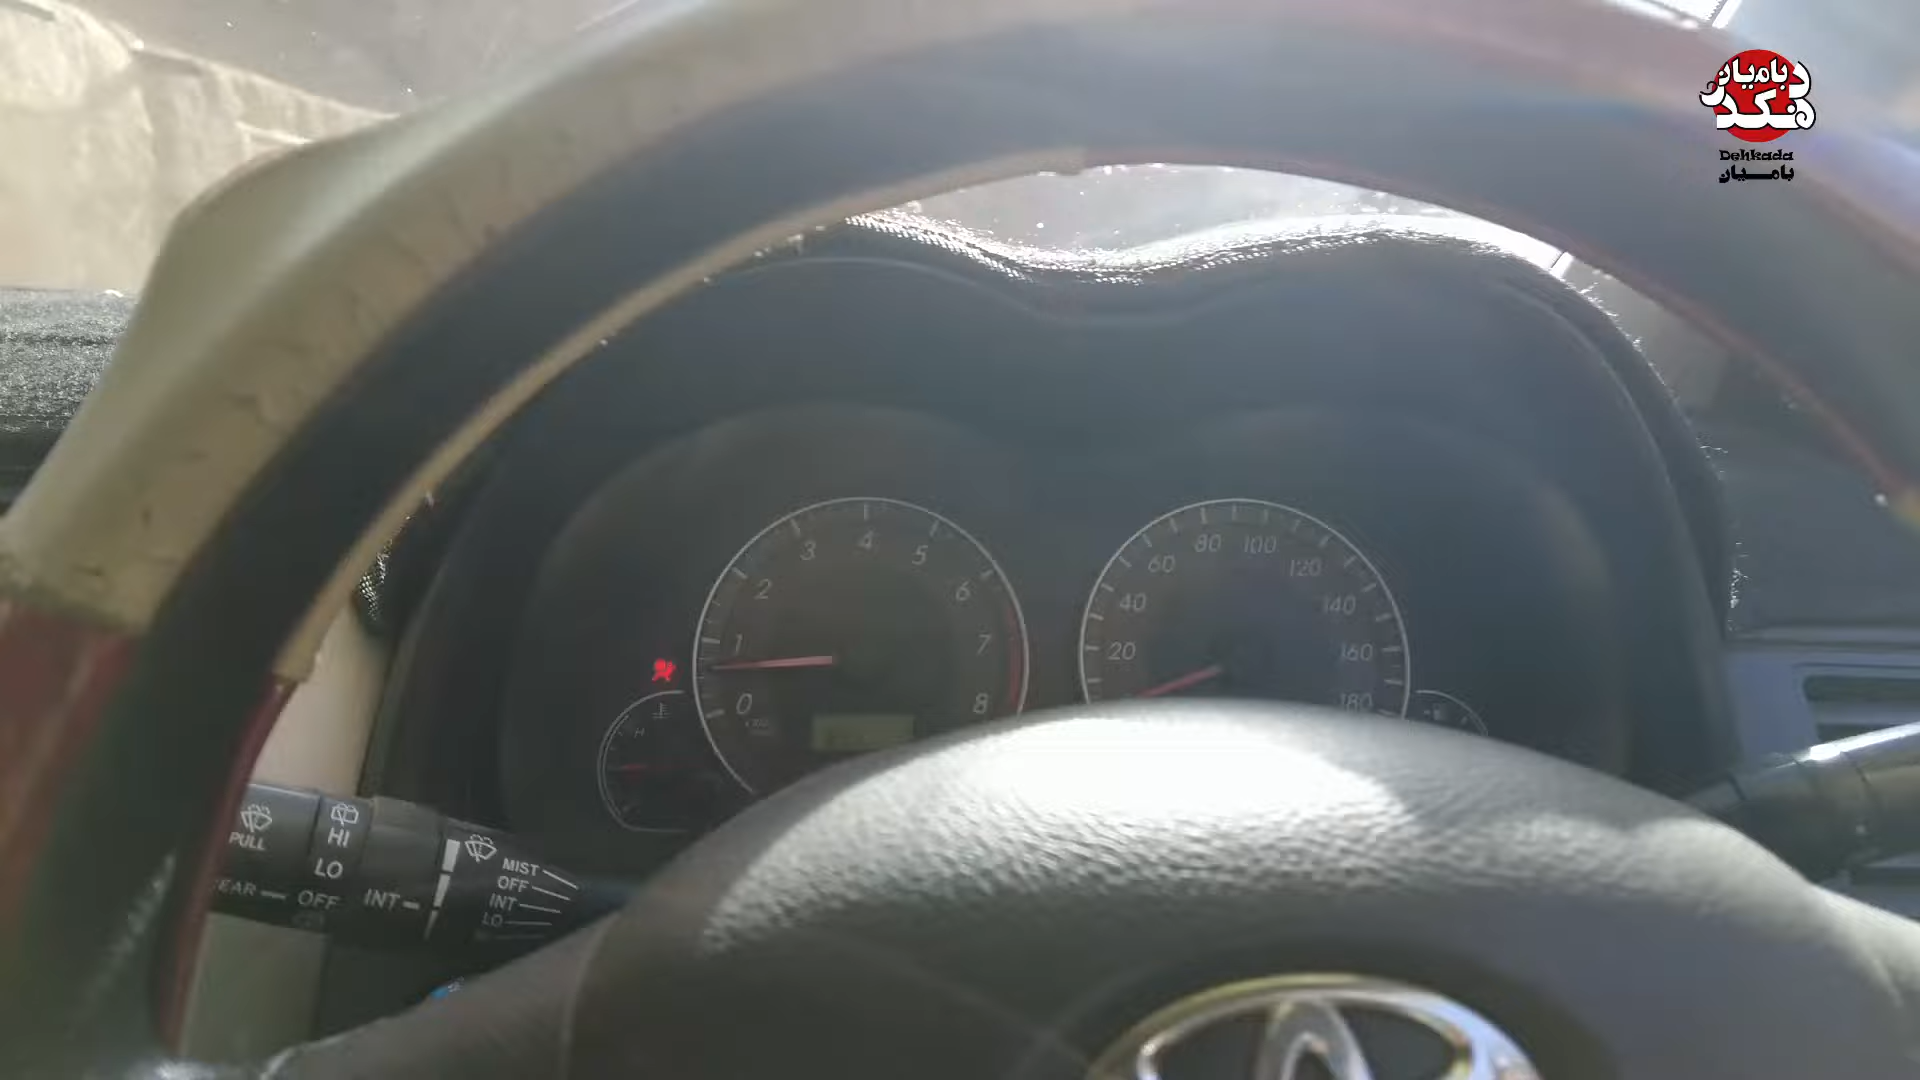 بامیان
دهکده
Dehkada
بامیان
3 4 5
2 6
1 7
0 8
80 100
60 120
40 140
20 160
180
H
PULL
HI
LO
OFF INT
MIST
OFF
INT
LO